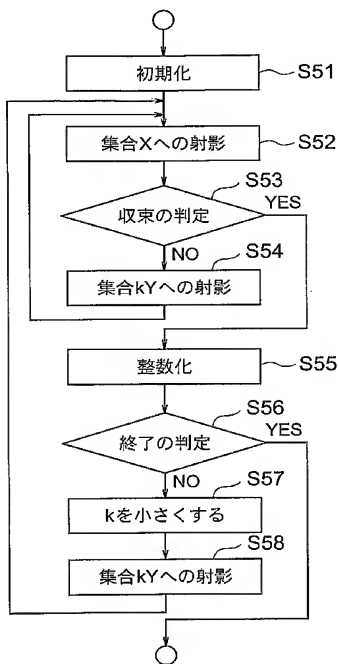 初期化
S51
集合Xへの射影
S52
収束の判定
S53
YES
NO
S54
集合kYへの射影
整数化
S55
終了の判定
S56
YES
NO
S57
kを小さくする
S58
集合kYへの射影